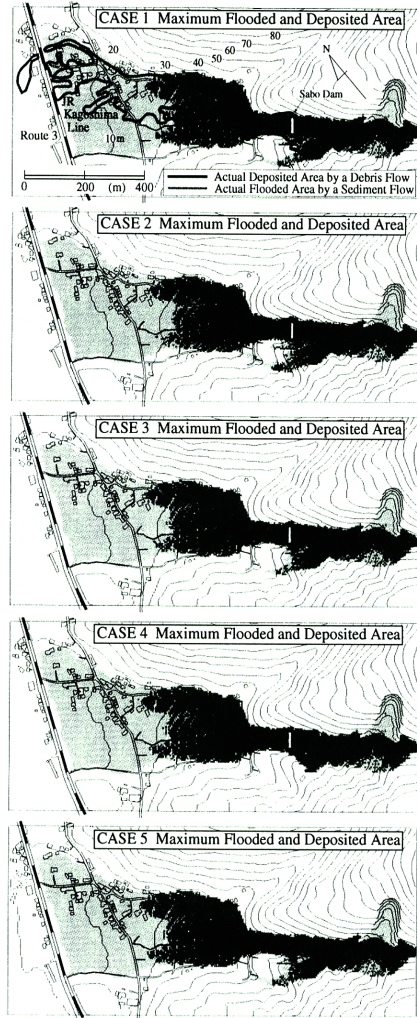 CASE 1 Maximum Flooded and Deposited Area
20
30
40
50
60
70
80
N
Sabo Dam
JR
Kagoshima
Line
Route 3
10m
0 200 (m) 400
Actual Deposited Area by a Debris Flow
Actual Flooded Area by a Sediment Flow
CASE 2 Maximum Flooded and Deposited Area
CASE 3 Maximum Flooded and Deposited Area
CASE 4 Maximum Flooded and Deposited Area
CASE 5 Maximum Flooded and Deposited Area